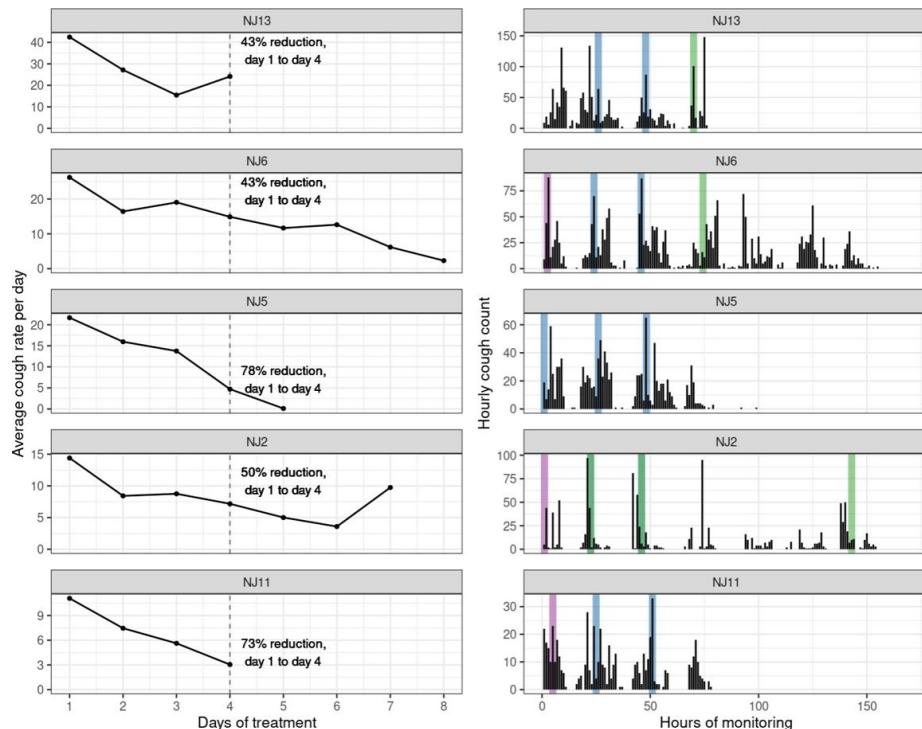 NJ13
43% reduction,
day 1 to day 4
40
30
20
10
0
NJ6
43% reduction,
day 1 to day 4
20
10
0
NJ5
78% reduction,
day 1 to day 4
20
15
10
5
0
NJ2
50% reduction,
day 1 to day 4
15
10
5
0
NJ11
73% reduction,
day 1 to day 4
9
6
3
0
1 2 3 4 5 6 7 8
Days of treatment
Average cough rate per day
NJ13
150
100
50
0
NJ6
75
50
25
0
NJ5
60
40
20
0
NJ2
100
75
50
25
0
NJ11
30
20
10
0
0 50 100 150
Hours of monitoring
Hourly cough count